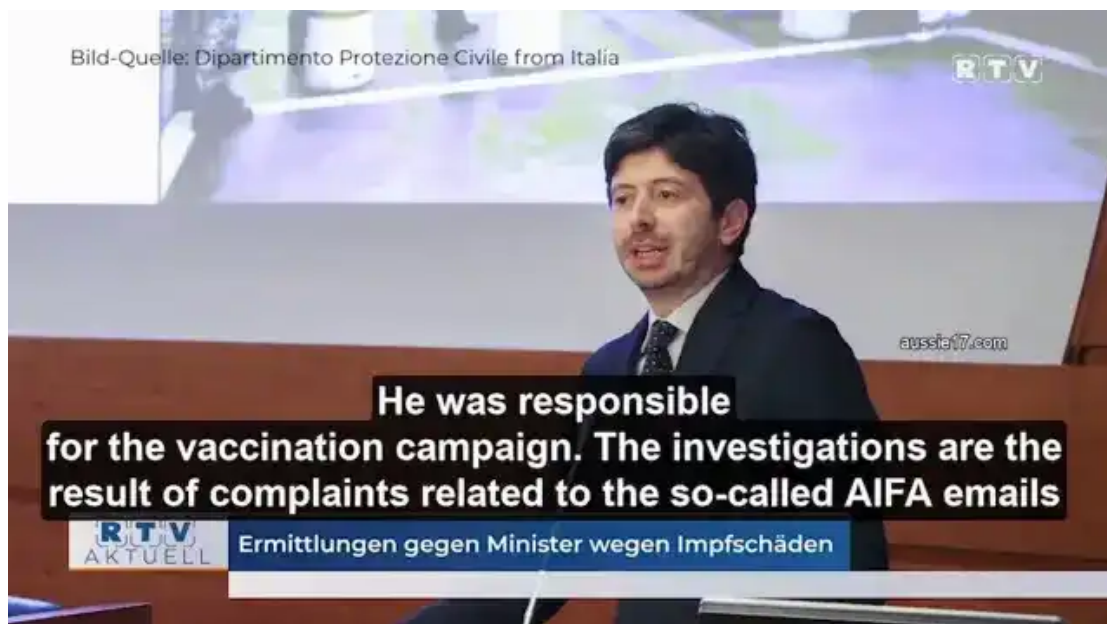 Bild-Quelle: Dipartimento Protezione Civile from Italia
RTV
aussie17.com
He was responsible
for the vaccination campaign. The investigations are the
result of complaints related to the so-called AIFA emails
RTV
AKTUELL
Ermittlungen gegen Minister wegen Impfschäden